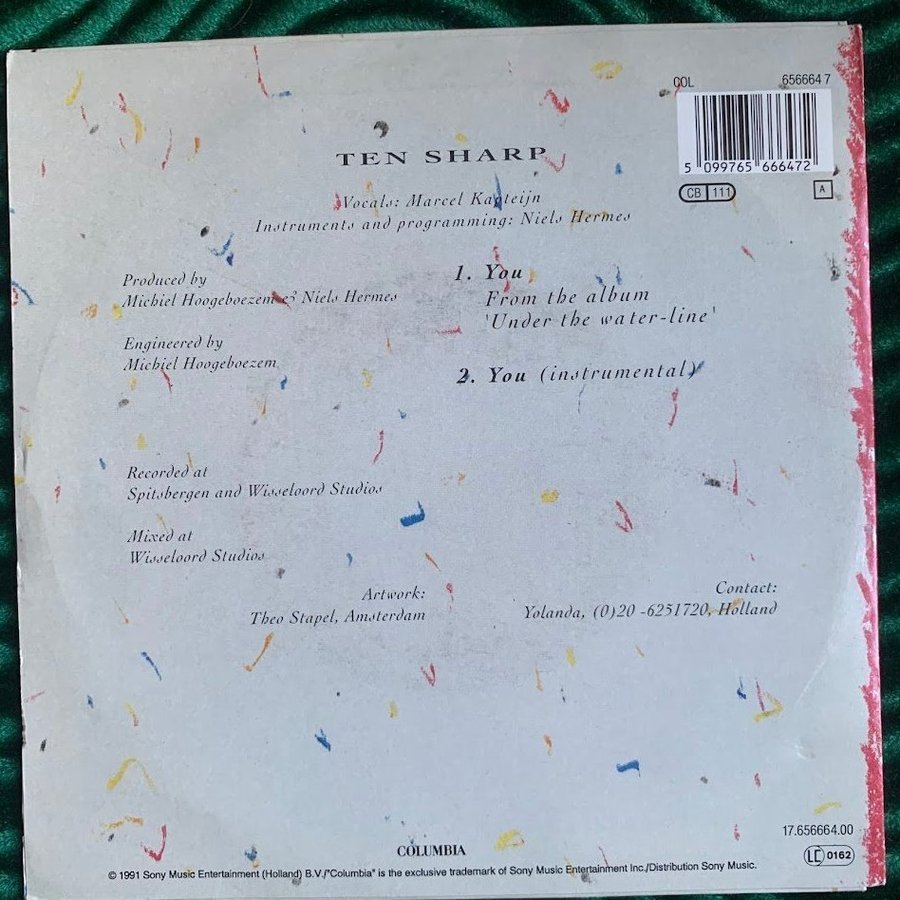 COL 656664 7
5 099765 666472
CB 111
A
TEN SHARP
Vocals: Marcel Kapteijn
Instruments and programming: Niels Hermes
Produced by
Michiel Hoogeboezem & Niels Hermes
Engineered by
Michiel Hoogeboezem
1. You
From the album
'Under the water-line'
2. You (instrumental)
Recorded at
Spitsbergen and Wisseloord Studios
Mixed at
Wisseloord Studios
Artwork:
Theo Stapel, Amsterdam
Contact:
Yolanda, (0)20 -6251720, Holland
COLUMBIA
17.656664.00
LC 0162
© 1991 Sony Music Entertainment (Holland) B.V./"Columbia" is the exclusive trademark of Sony Music Entertainment Inc./Distribution Sony Music.